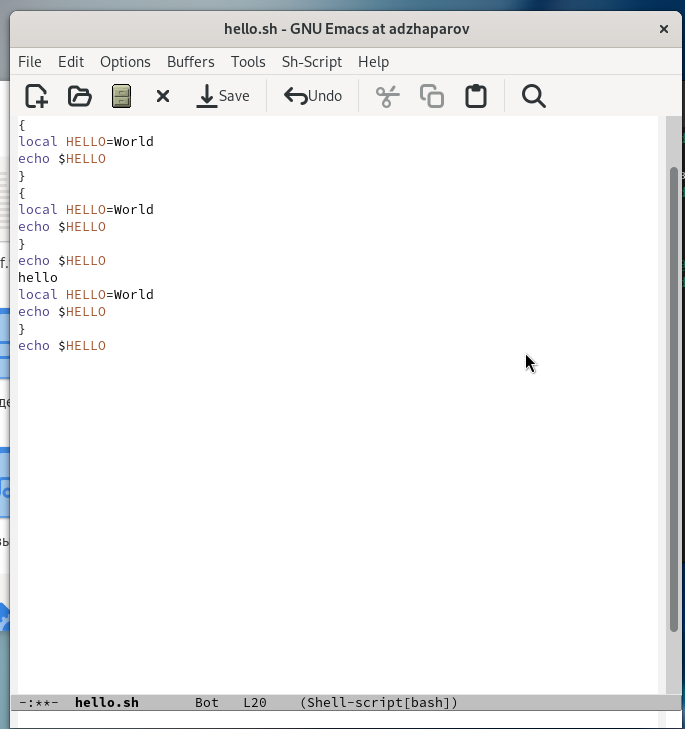 hello.sh - GNU Emacs at adzhaparov
File Edit Options Buffers Tools Sh-Script Help
Save Undo
{
local HELLO=World
echo $HELLO
}
{
local HELLO=World
echo $HELLO
}
echo $HELLO
hello
local HELLO=World
echo $HELLO
}
echo $HELLO
-:**- hello.sh Bot L20 (Shell-script[bash])